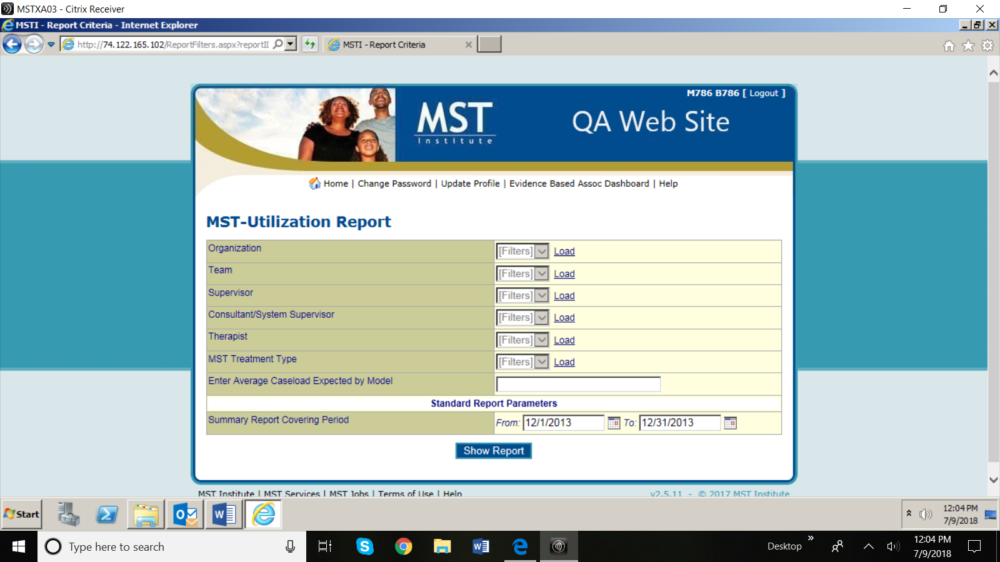 MSTXA03 - Citrix Receiver
MSTI - Report Criteria - Internet Explorer
http://74.122.165.102/ReportFilters.aspx?reportII
MSTI - Report Criteria
M786 B786 [ Logout ]
MST
Institute
QA Web Site
Home | Change Password | Update Profile | Evidence Based Assoc Dashboard | Help
MST-Utilization Report
Organization [Filters] Load
Team [Filters] Load
Supervisor [Filters] Load
Consultant/System Supervisor [Filters] Load
Therapist [Filters] Load
MST Treatment Type [Filters] Load
Enter Average Caseload Expected by Model
Standard Report Parameters
Summary Report Covering Period From: 12/1/2013 To: 12/31/2013
Show Report
MST Institute | MST Services | MST Jobs | Terms of Use | Help v2.5.11 - © 2017 MST Institute
Start
12:04 PM
7/9/2018
Type here to search
Desktop
12:04 PM
7/9/2018